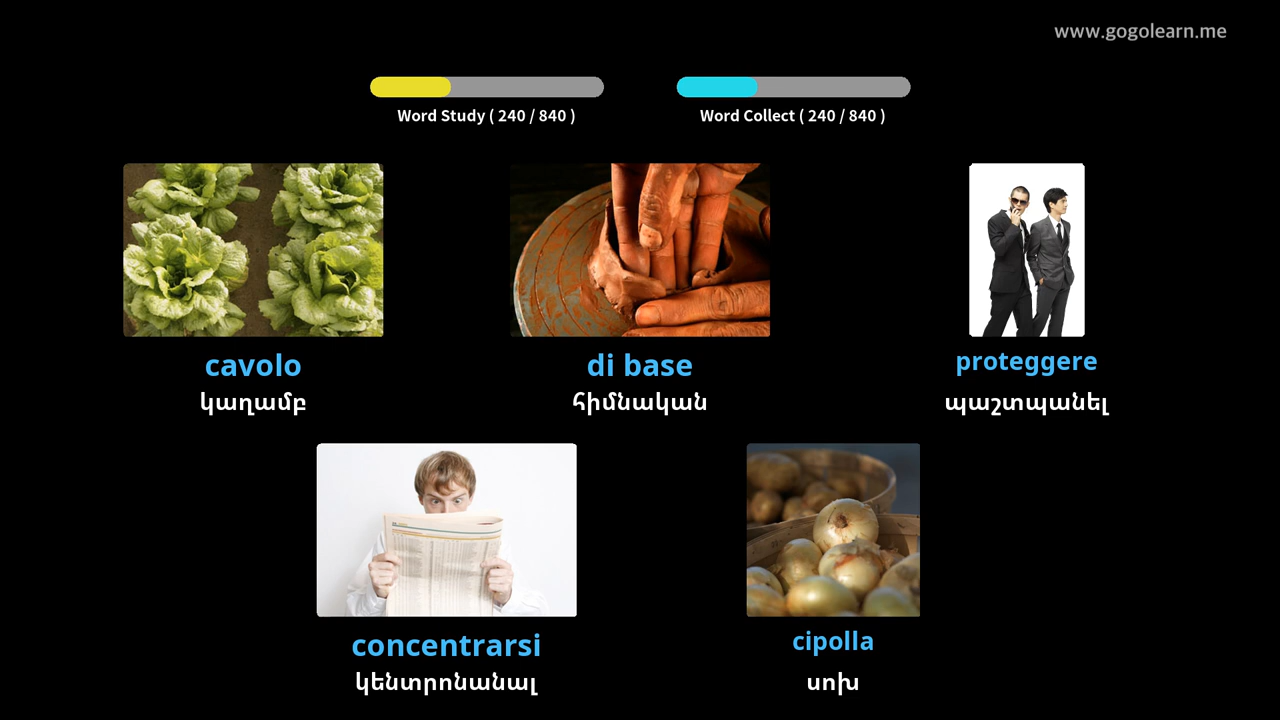 www.gogolearn.me
Word Study ( 240 / 840 )
Word Collect ( 240 / 840 )
cavolo
կաղամբ
di base
հիմնական
proteggere
պաշտպանել
concentrarsi
կենտրոնանալ
cipolla
սոխ